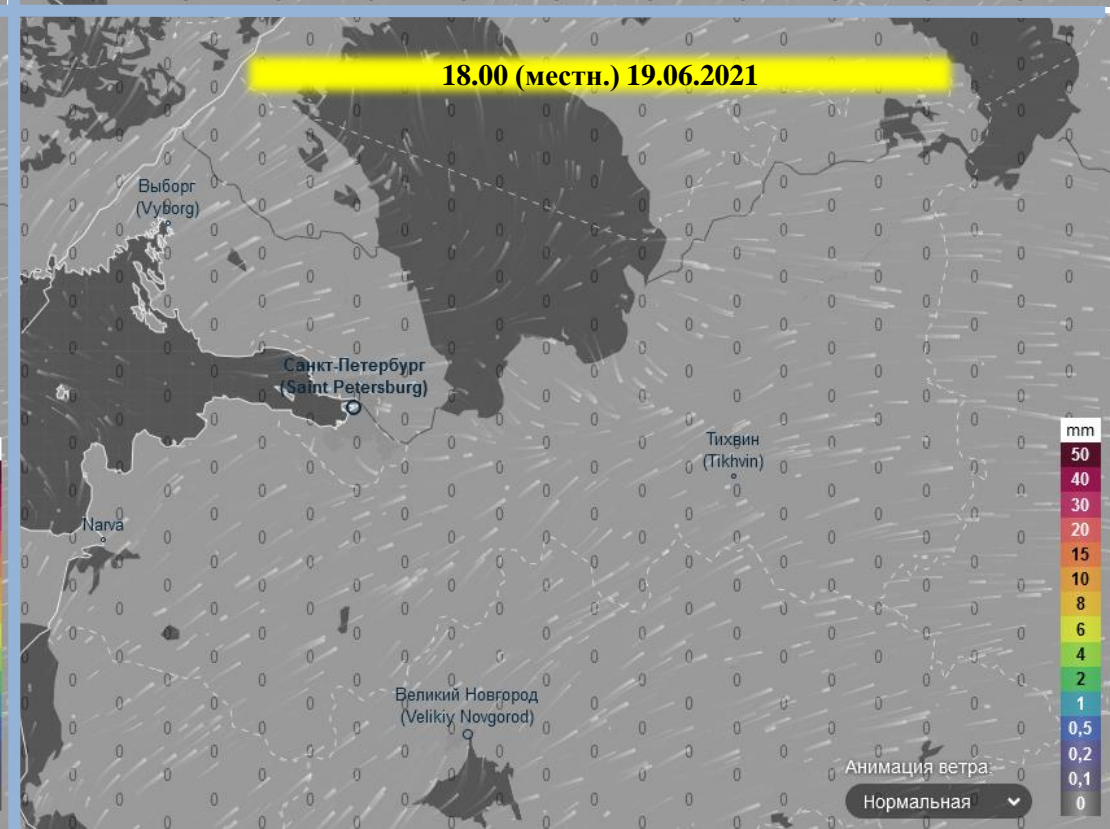 18.00 (местн.) 19.06.2021
Выборг
(Vyborg)
Санкт-Петербург
(Saint Petersburg)
Тихвин
(Tikhvin)
Narva
Великий Новгород
(Velikiy Novgorod)
mm
50
40
30
20
15
10
8
6
4
2
1
0,5
0,2
0,1
0
Анимация ветра:
Нормальная